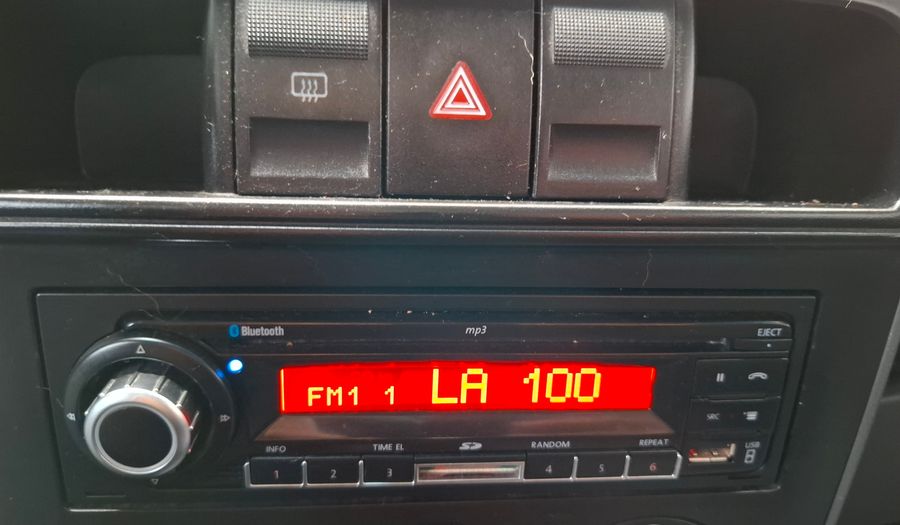 Bluetooth
mp3
EJECT
FM1 1 LA 100
SRC
INFO
TIME EL
SD
RANDOM
REPEAT
USB
1
2
3
4
5
6